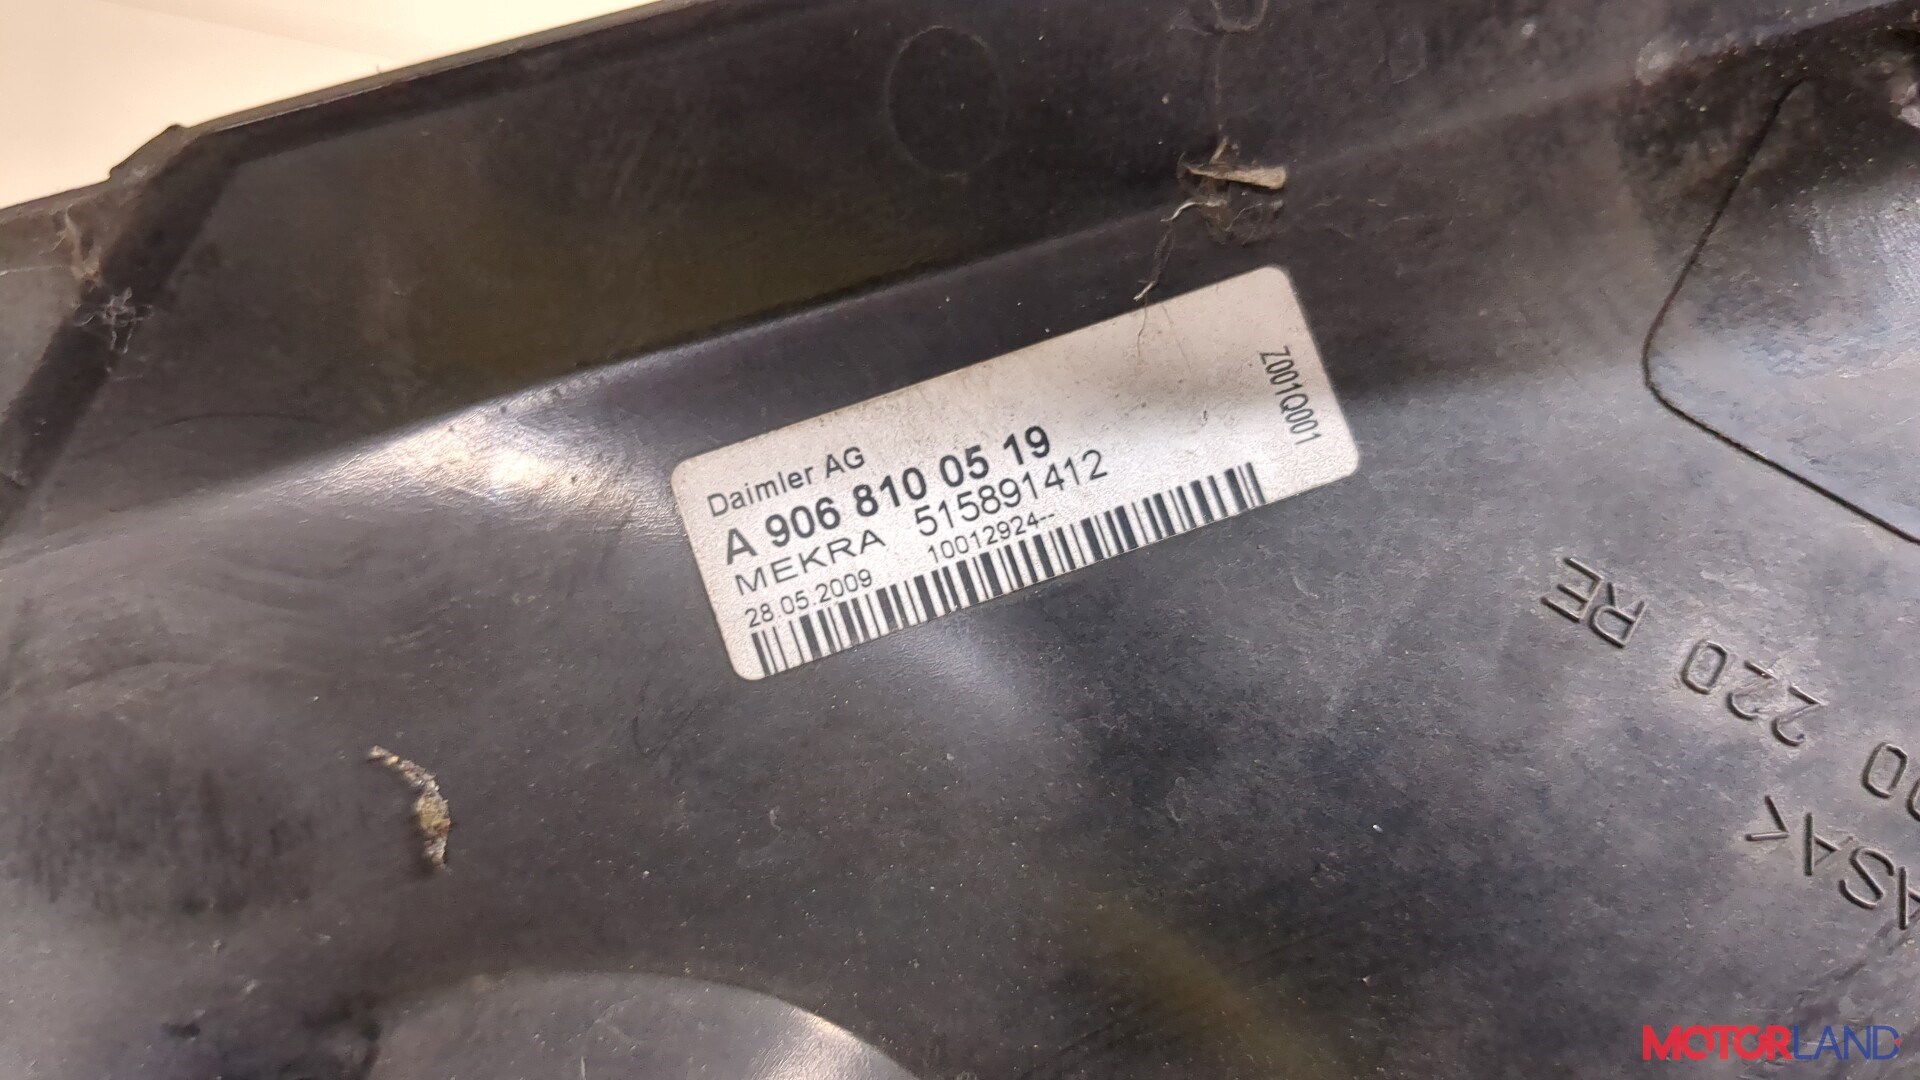 Daimler AG
A 906 810 05 19
MEKRA 515891412
28.05.2009 10012924--
Z001Q001
220 RE
MOTORLAND